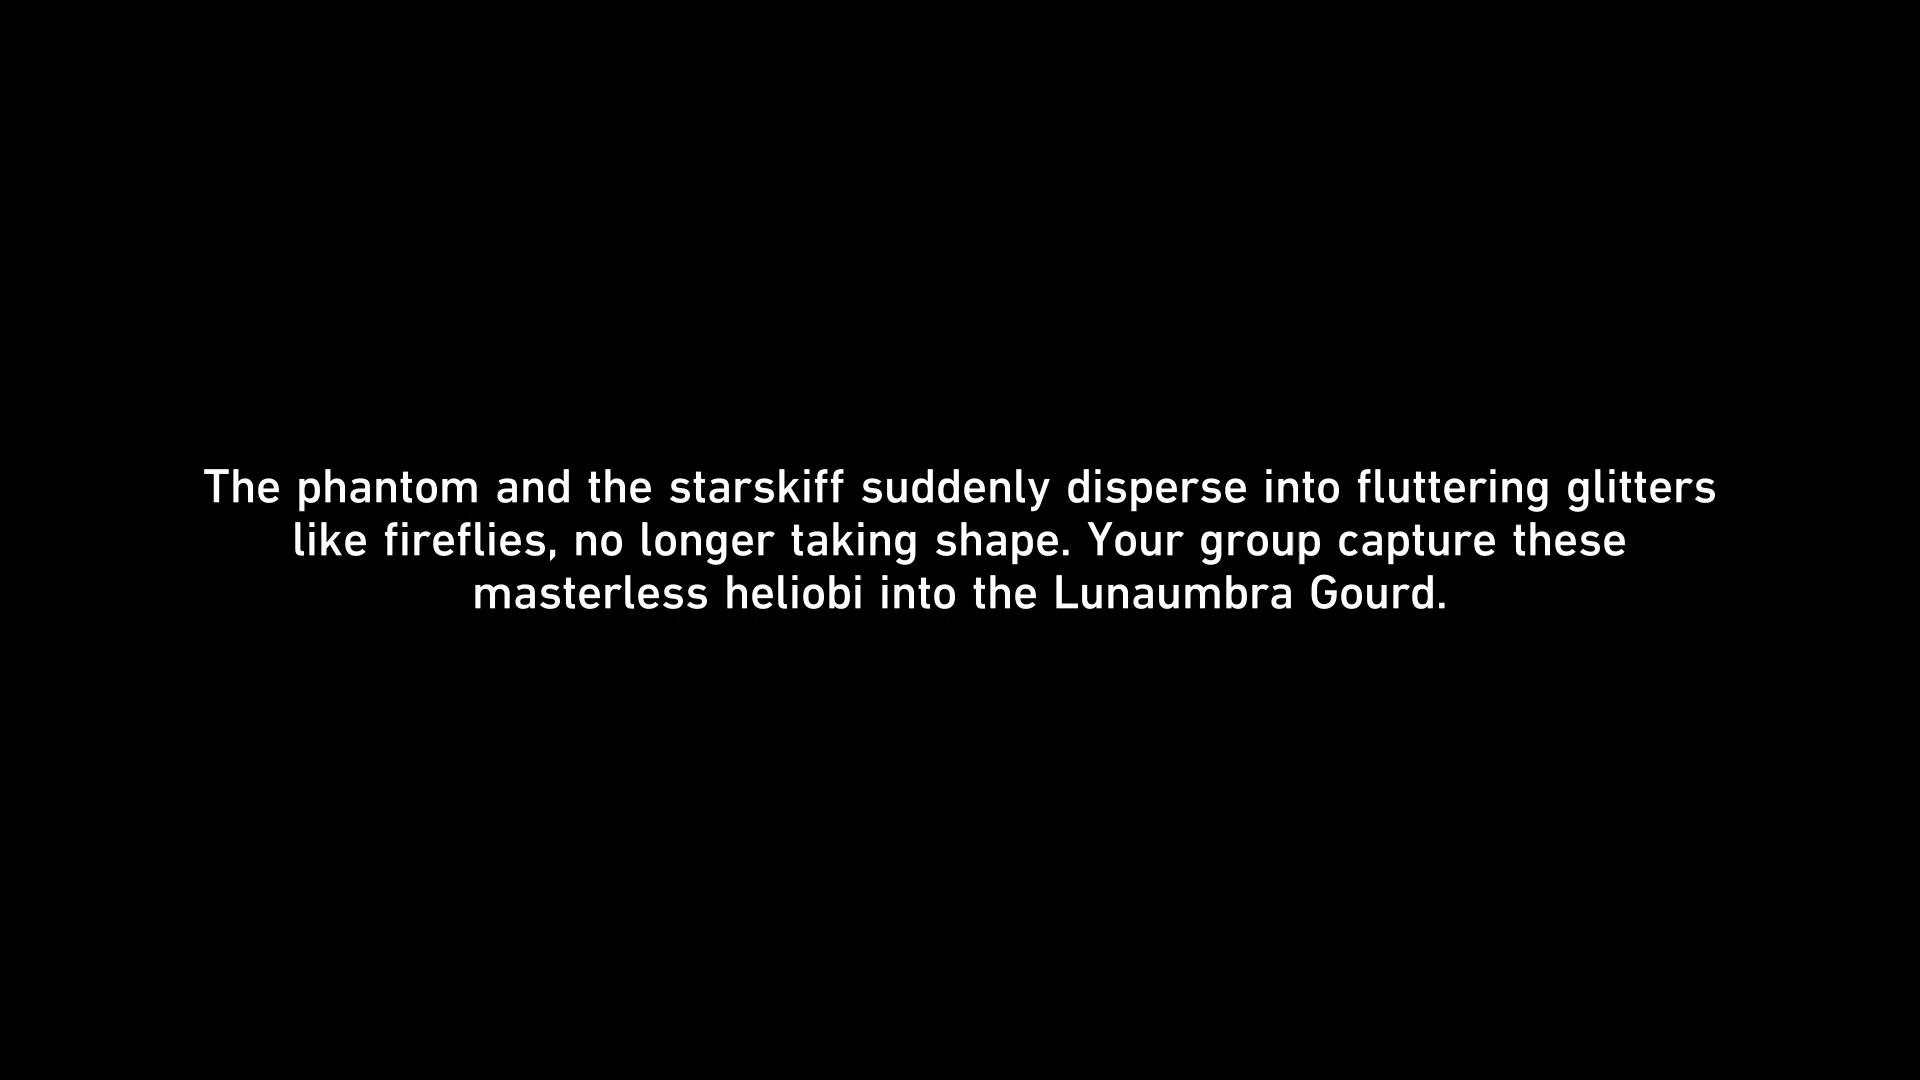 The phantom and the starskiff suddenly disperse into fluttering glitters
like fireflies, no longer taking shape. Your group capture these
masterless heliobi into the Lunaumbra Gourd.